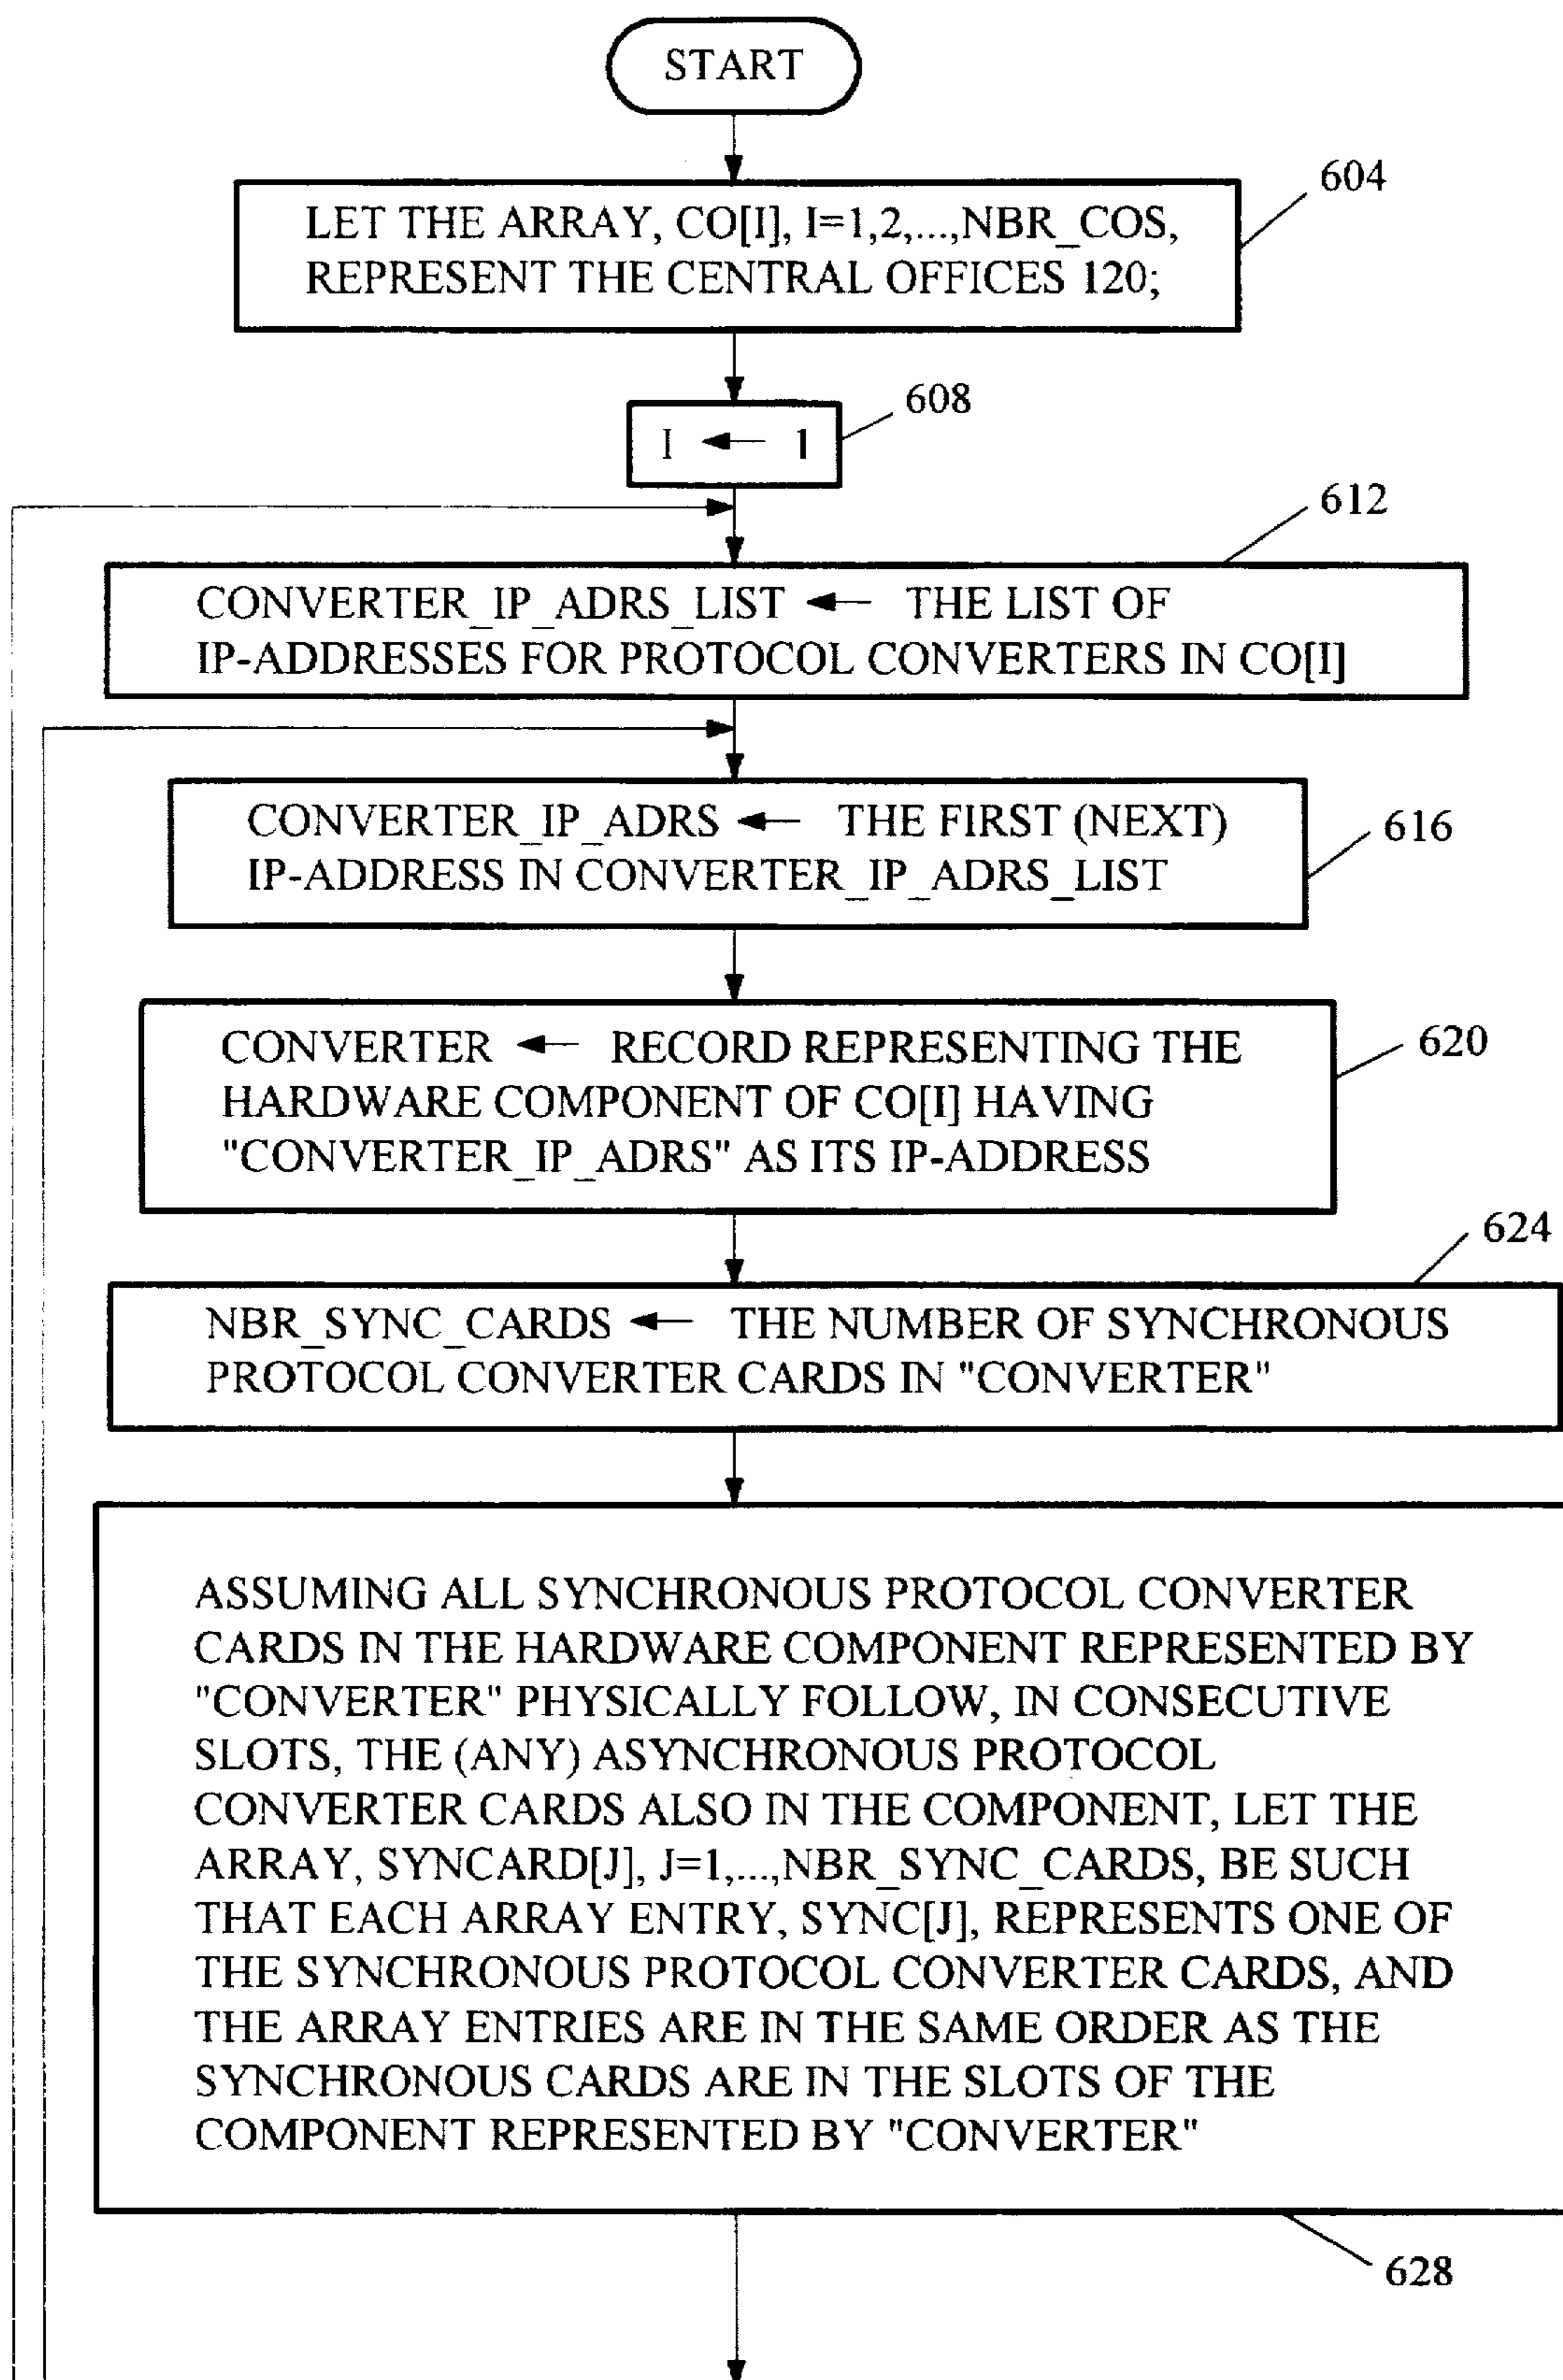 START
604
LET THE ARRAY, CO[I], I=1,2,...,NBR_COS,
REPRESENT THE CENTRAL OFFICES 120;
608
I ← 1
612
CONVERTER_IP_ADRS_LIST ← THE LIST OF
IP-ADDRESSES FOR PROTOCOL CONVERTERS IN CO[I]
CONVERTER_IP_ADRS ← THE FIRST (NEXT)
IP-ADDRESS IN CONVERTER_IP_ADRS_LIST
616
CONVERTER ← RECORD REPRESENTING THE
HARDWARE COMPONENT OF CO[I] HAVING
"CONVERTER_IP_ADRS" AS ITS IP-ADDRESS
620
624
NBR_SYNC_CARDS ← THE NUMBER OF SYNCHRONOUS
PROTOCOL CONVERTER CARDS IN "CONVERTER"
ASSUMING ALL SYNCHRONOUS PROTOCOL CONVERTER
CARDS IN THE HARDWARE COMPONENT REPRESENTED BY
"CONVERTER" PHYSICALLY FOLLOW, IN CONSECUTIVE
SLOTS, THE (ANY) ASYNCHRONOUS PROTOCOL
CONVERTER CARDS ALSO IN THE COMPONENT, LET THE
ARRAY, SYNCARD[J], J=1,...,NBR_SYNC_CARDS, BE SUCH
THAT EACH ARRAY ENTRY, SYNC[J], REPRESENTS ONE OF
THE SYNCHRONOUS PROTOCOL CONVERTER CARDS, AND
THE ARRAY ENTRIES ARE IN THE SAME ORDER AS THE
SYNCHRONOUS CARDS ARE IN THE SLOTS OF THE
COMPONENT REPRESENTED BY "CONVERTER"
628